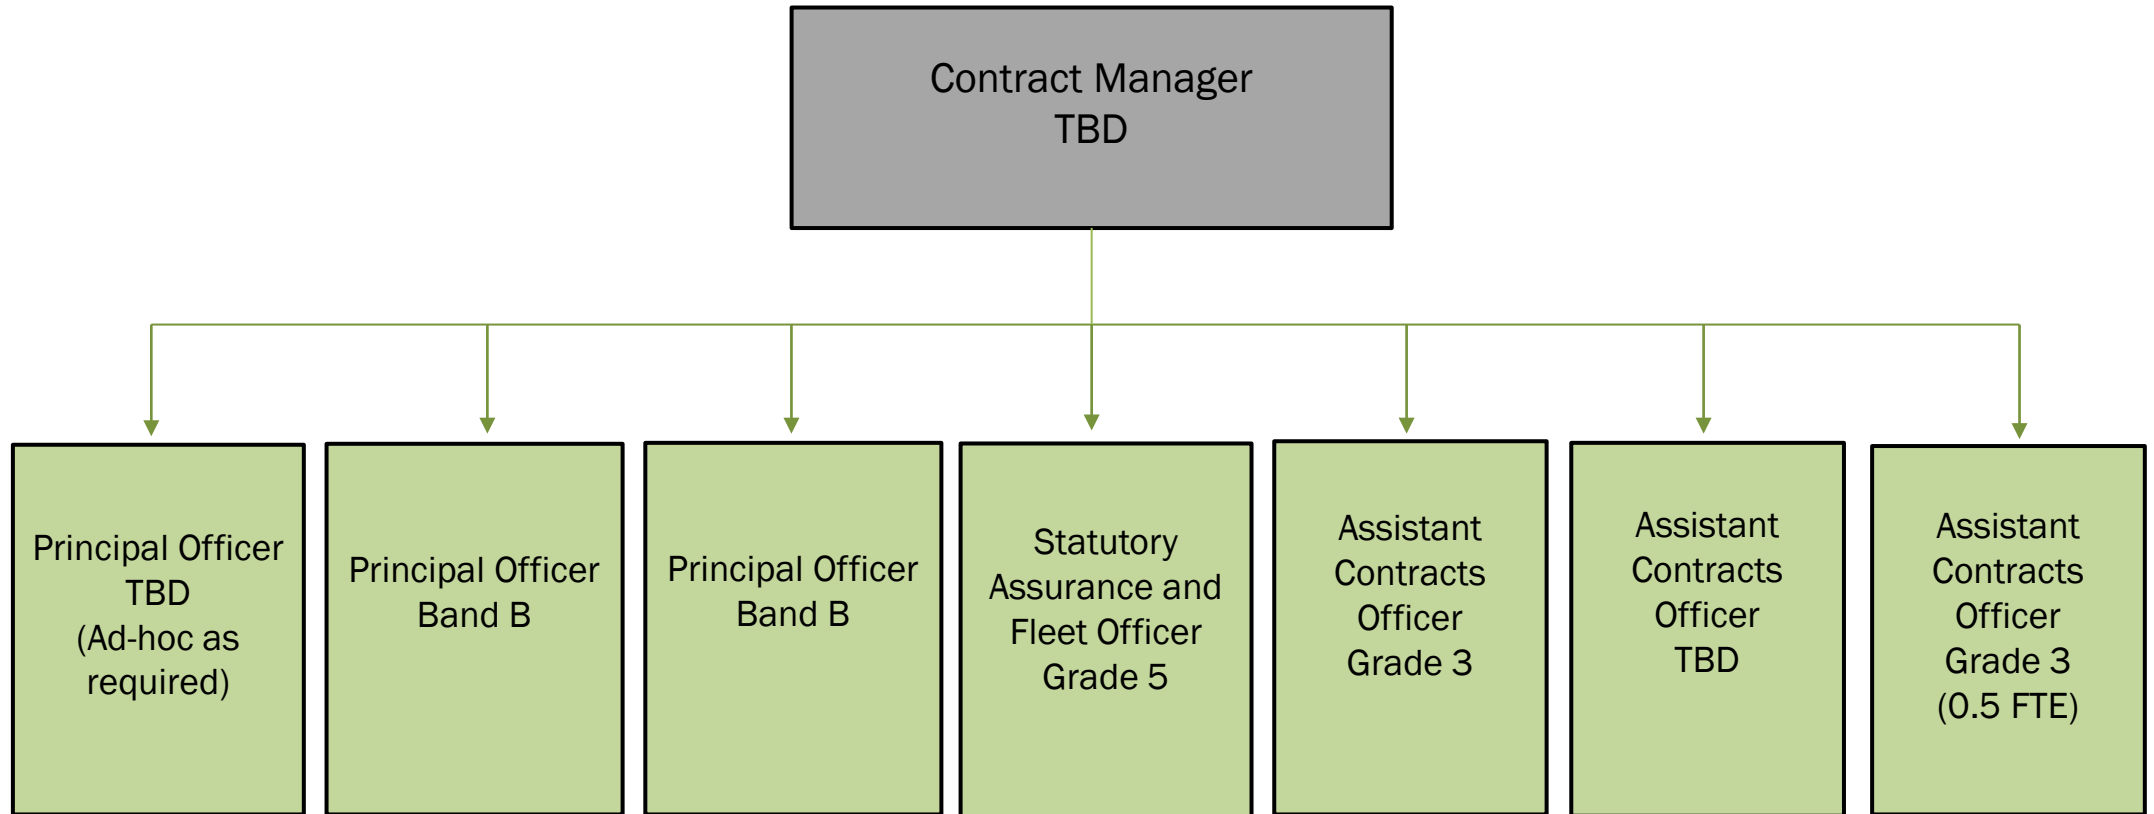 Contract Manager
TBD
Principal Officer
TBD
(Ad-hoc as
required)
Principal Officer
Band B
Principal Officer
Band B
Statutory
Assurance and
Fleet Officer
Grade 5
Assistant
Contracts
Officer
Grade 3
Assistant
Contracts
Officer
TBD
Assistant
Contracts
Officer
Grade 3
(0.5 FTE)